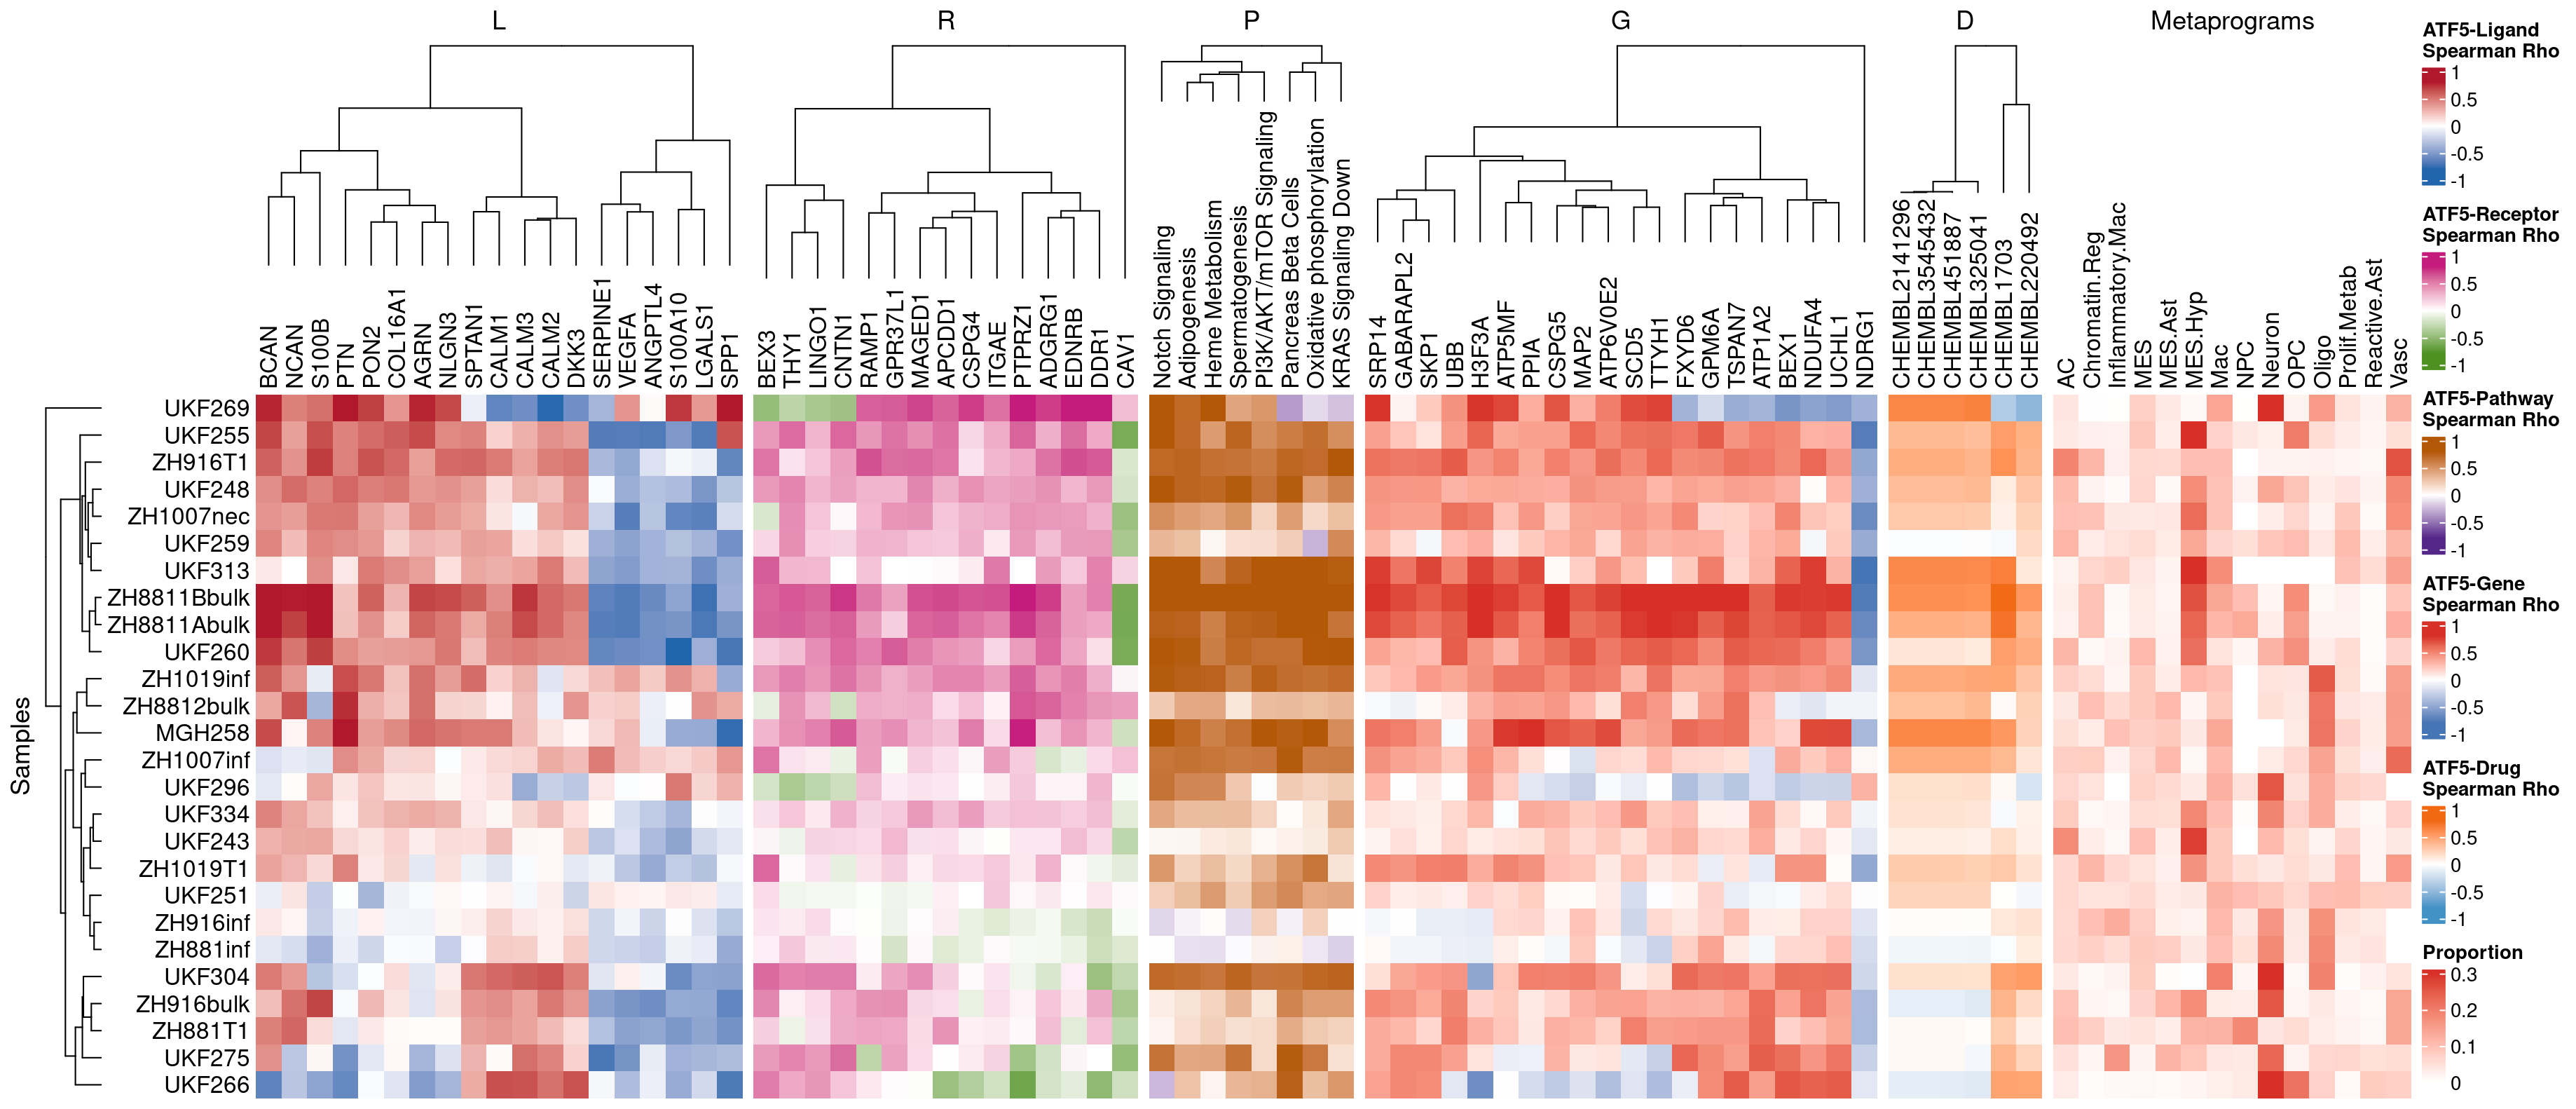 L
R
P
G
D
Metaprograms
BCAN
NCAN
S100B
PTN
PON2
COL16A1
AGRN
NLGN3
SPTAN1
CALM1
CALM3
CALM2
DKK3
SERPINE1
VEGFA
ANGPTL4
S100A10
LGALS1
SPP1
BEX3
THY1
LINGO1
CNTN1
RAMP1
GPR37L1
MAGED1
APCDD1
CSPG4
ITGAE
PTPRZ1
ADGRG1
EDNRB
DDR1
CAV1
Notch Signaling
Adipogenesis
Heme Metabolism
Spermatogenesis
PI3K/AKT/mTOR Signaling
Pancreas Beta Cells
Oxidative phosphorylation
KRAS Signaling Down
SRP14
GABARAPL2
SKP1
UBB
H3F3A
ATP5MF
PPIA
CSPG5
MAP2
ATP6V0E2
SCD5
TTYH1
FXYD6
GPM6A
TSPAN7
ATP1A2
BEX1
NDUFA4
UCHL1
NDRG1
CHEMBL2141296
CHEMBL3545432
CHEMBL451887
CHEMBL325041
CHEMBL1703
CHEMBL220492
AC
Chromatin.Reg
Inflammatory.Mac
MES
MES.Ast
MES.Hyp
Mac
NPC
Neuron
OPC
Oligo
Prolif.Metab
Reactive.Ast
Vasc
Samples
UKF269
UKF255
ZH916T1
UKF248
ZH1007nec
UKF259
UKF313
ZH8811Bbulk
ZH8811Abulk
UKF260
ZH1019inf
ZH8812bulk
MGH258
ZH1007inf
UKF296
UKF334
UKF243
ZH1019T1
UKF251
ZH916inf
ZH881inf
UKF304
ZH916bulk
ZH881T1
UKF275
UKF266
ATF5-Ligand
Spearman Rho
1
0.5
0
-0.5
-1
ATF5-Receptor
Spearman Rho
1
0.5
0
-0.5
-1
ATF5-Pathway
Spearman Rho
1
0.5
0
-0.5
-1
ATF5-Gene
Spearman Rho
1
0.5
0
-0.5
-1
ATF5-Drug
Spearman Rho
1
0.5
0
-0.5
-1
Proportion
0.3
0.2
0.1
0